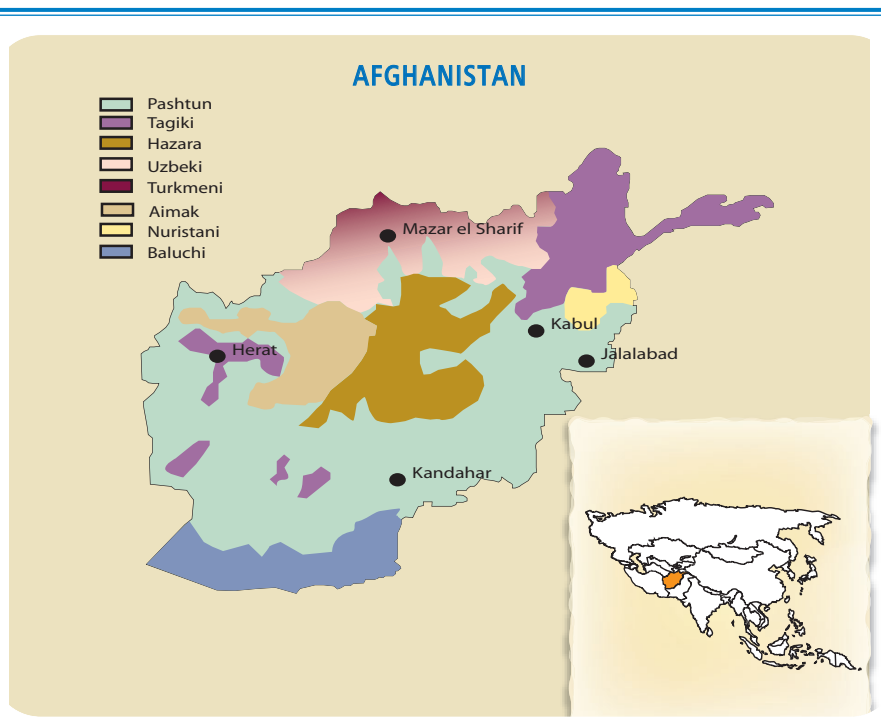 AFGHANISTAN
Pashtun
Tagiki
Hazara
Uzbeki
Turkmeni
Aimak
Nuristani
Baluchi
Mazar el Sharif
Kabul
Herat
Jalalabad
Kandahar